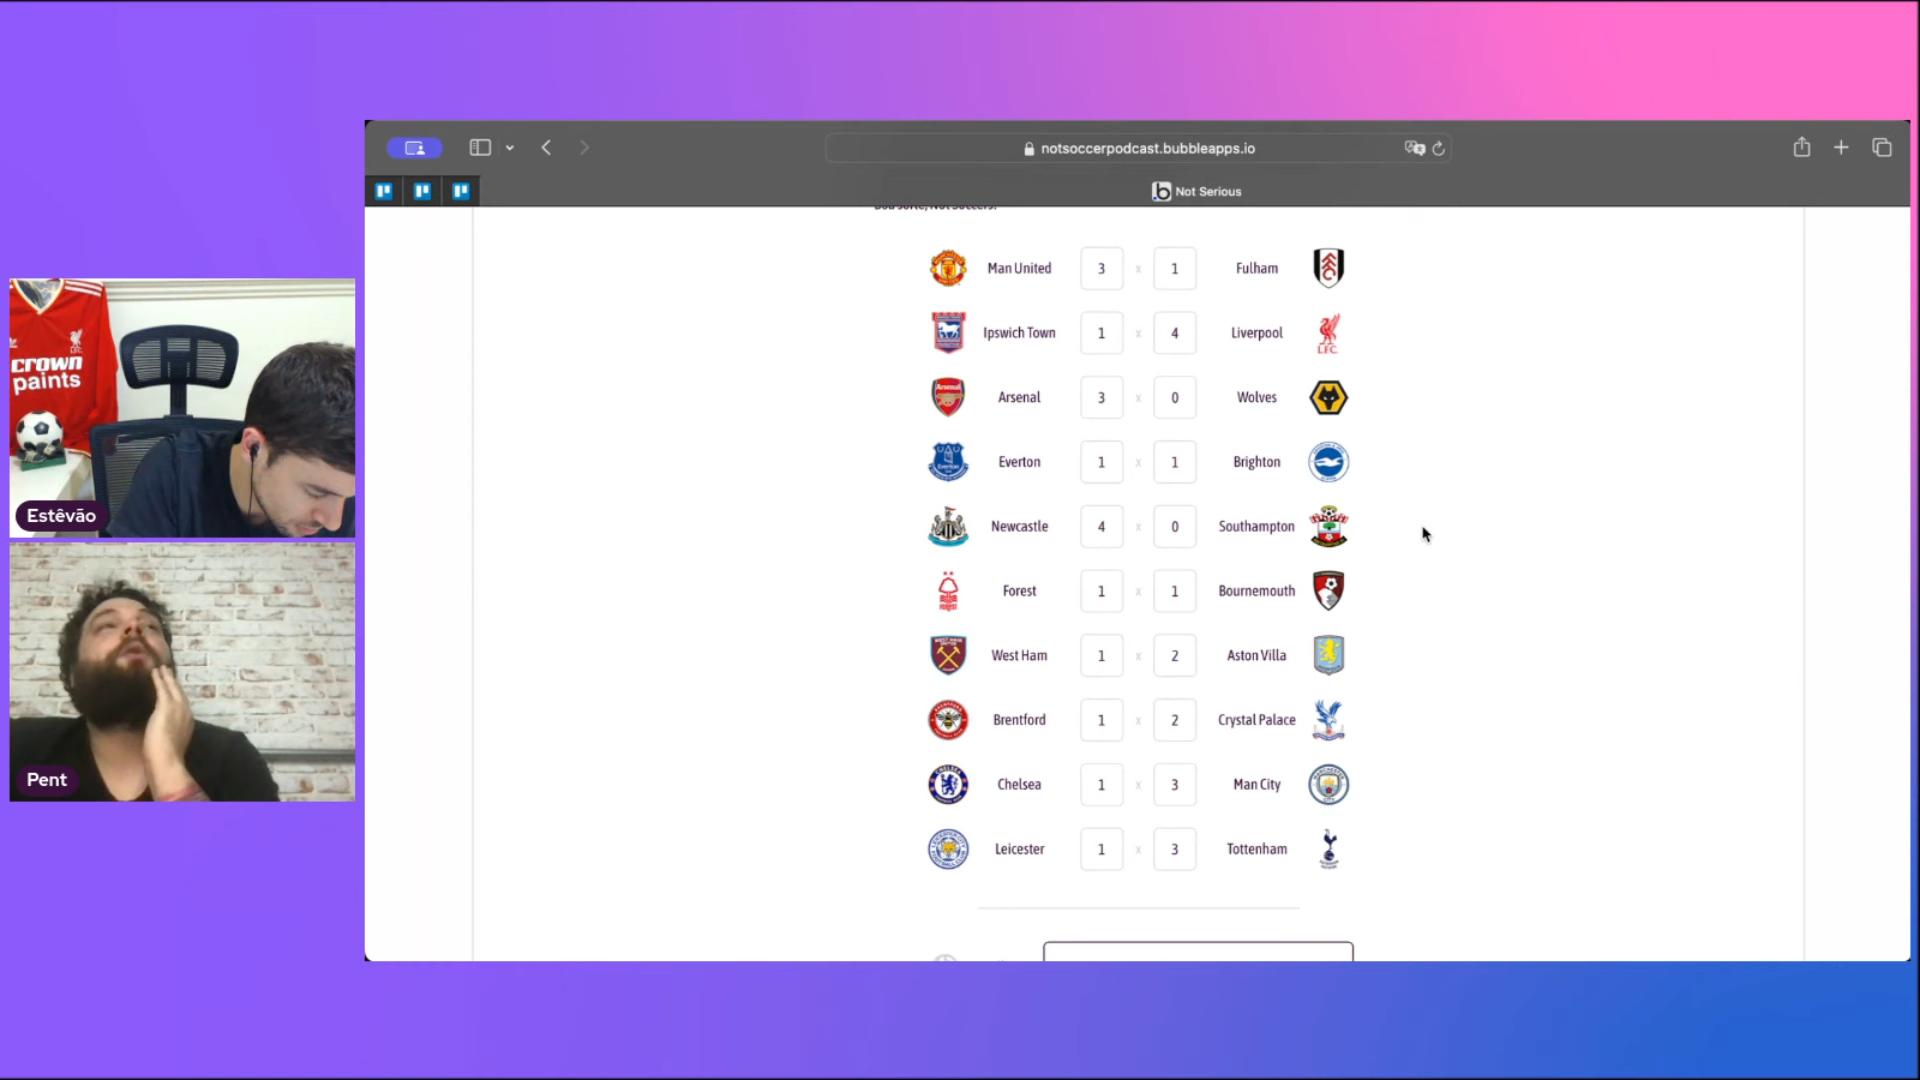 notsoccerpodcast.bubbleapps.io
Not Serious
Man United 3 x 1 Fulham
Ipswich Town 1 x 4 Liverpool
Arsenal 3 x 0 Wolves
Everton 1 x 1 Brighton
Newcastle 4 x 0 Southampton
Forest 1 x 1 Bournemouth
West Ham 1 x 2 Aston Villa
Brentford 1 x 2 Crystal Palace
Chelsea 1 x 3 Man City
Leicester 1 x 3 Tottenham
crown
paints
Estêvão
Pent